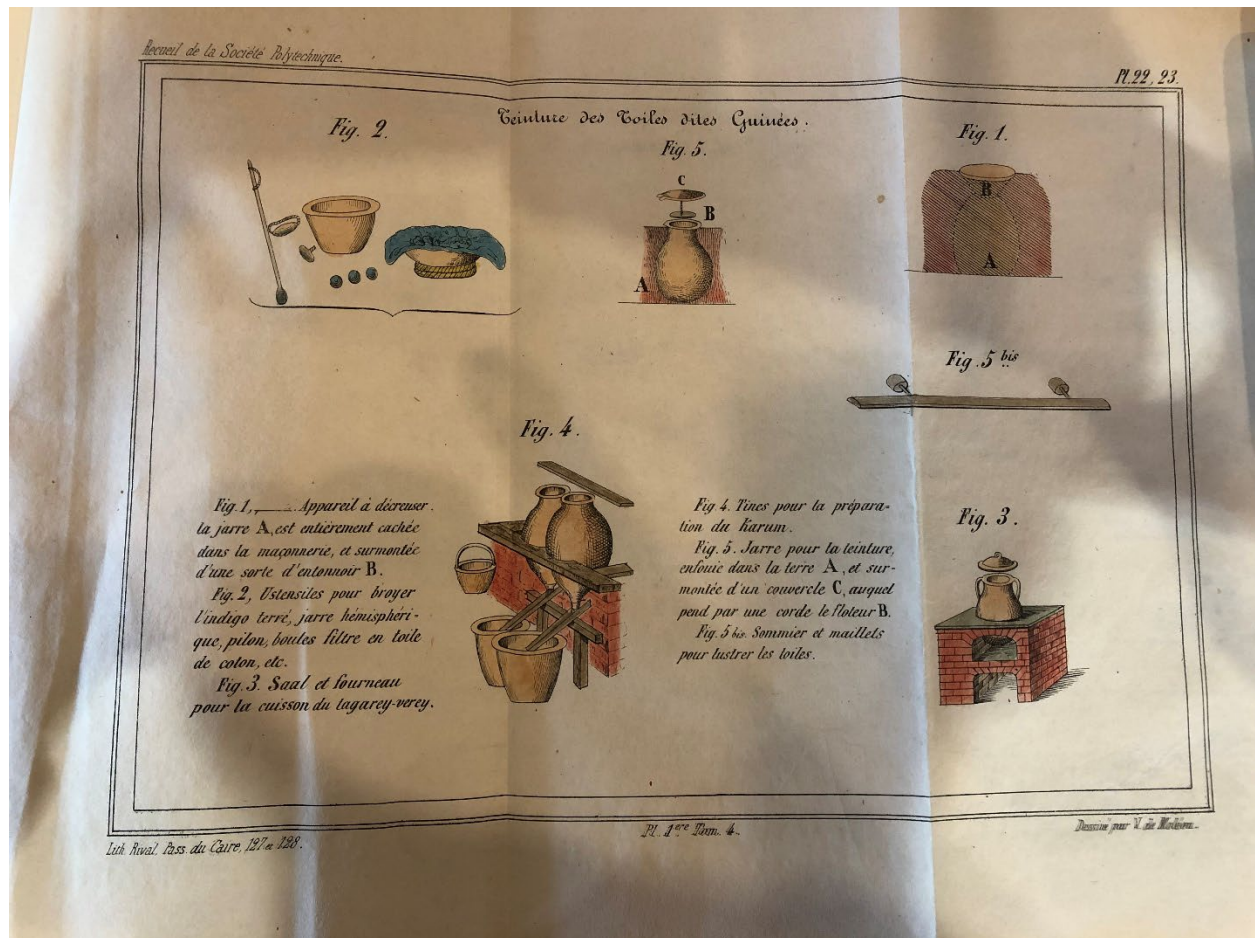 Recueil de la Société Polytechnique.
Pl. 22, 23.
Teinture des Toiles dites Guinées.
Fig. 2.
Fig. 5.
C
B
A
Fig. 1.
B
A
Fig. 5 bis
Fig. 4.
Fig. 3.
Fig. 1, Appareil à décreuser.
la jarre A, est entièrement cachée
dans la maçonnerie, et surmontée
d'une sorte d'entonnoir B.
Fig. 2, Ustensiles pour broyer
l'indigo terré, jarre hémisphéri-
que, pilon, boules filtre en toile
de coton, etc.
Fig. 3. Saal et fourneau
pour la cuisson du tagarey-verey.
Fig. 4. Tines pour la prépara-
tion du Karum.
Fig. 5. Jarre pour la teinture,
enfouie dans la terre A, et sur-
montée d'un couvercle C, auquel
pend par une corde le floteur B.
Fig. 5 bis. Sommier et maillets
pour lustrer les toiles.
Lith. Rival. Pass. du Caire, 127 et 128.
Pl. 1ere Tom. 4.
Dessiné par V. de